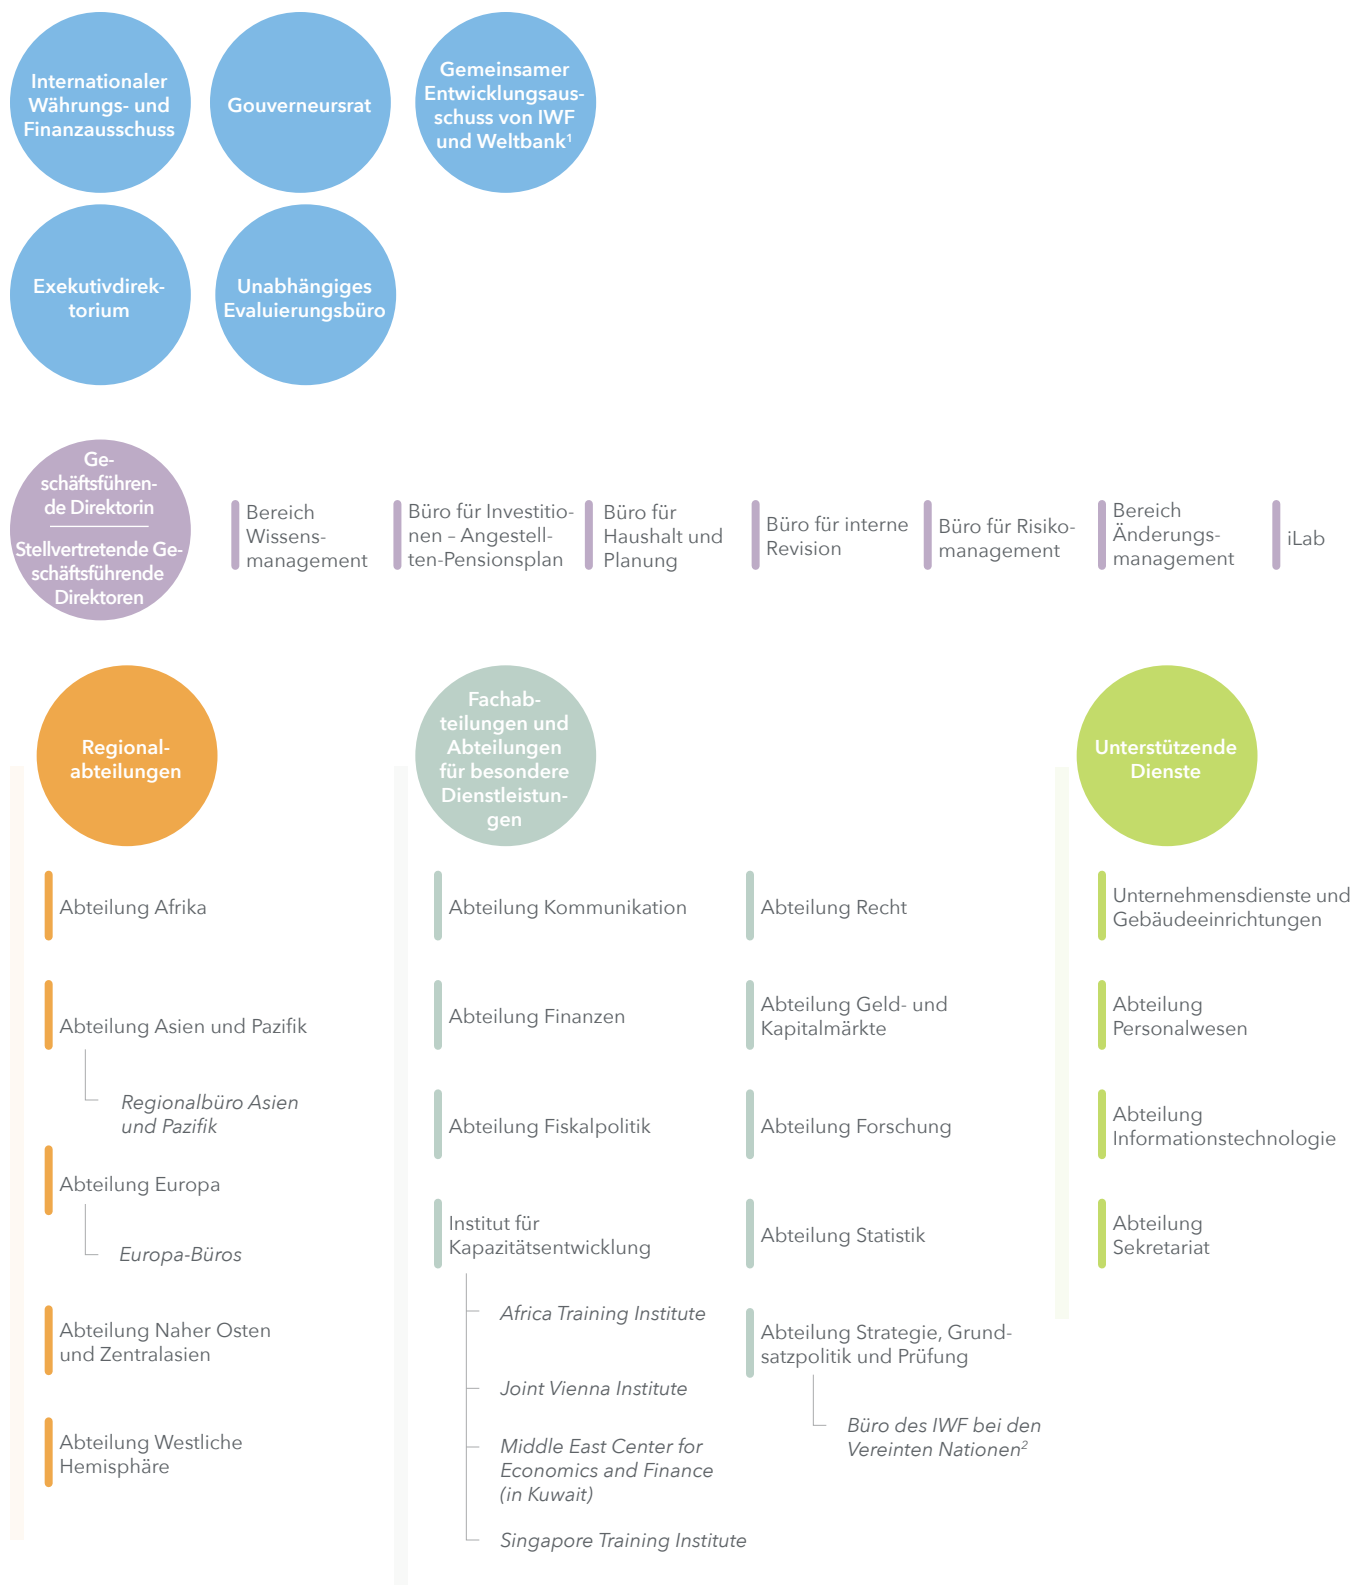 Internationaler
Währungs- und
Finanzausschuss
Gouverneursrat
Gemeinsamer
Entwicklungsaus-
schuss von IWF
und Weltbank¹
Exekutivdirek-
torium
Unabhängiges
Evaluierungsbüro
Ge-
schäftsführen-
de Direktorin
Stellvertretende Ge-
schäftsführende
Direktoren
Bereich
Wissens-
management
Büro für Investitio-
nen – Angestell-
ten-Pensionsplan
Büro für
Haushalt und
Planung
Büro für interne
Revision
Büro für Risiko-
management
Bereich
Änderungs-
management
iLab
Regional-
abteilungen
Abteilung Afrika
Abteilung Asien und Pazifik
Regionalbüro Asien
und Pazifik
Abteilung Europa
Europa-Büros
Abteilung Naher Osten
und Zentralasien
Abteilung Westliche
Hemisphäre
Fachab-
teilungen und
Abteilungen
für besondere
Dienstleistun-
gen
Abteilung Kommunikation
Abteilung Finanzen
Abteilung Fiskalpolitik
Institut für
Kapazitätsentwicklung
Africa Training Institute
Joint Vienna Institute
Middle East Center for
Economics and Finance
(in Kuwait)
Singapore Training Institute
Abteilung Recht
Abteilung Geld- und
Kapitalmärkte
Abteilung Forschung
Abteilung Statistik
Abteilung Strategie, Grund-
satzpolitik und Prüfung
Büro des IWF bei den
Vereinten Nationen²
Unterstützende
Dienste
Unternehmensdienste und
Gebäudeeinrichtungen
Abteilung
Personalwesen
Abteilung
Informationstechnologie
Abteilung
Sekretariat